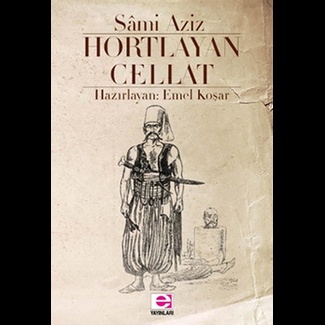 Sâmi Aziz
HORTLAYAN
CELLAT
Hazırlayan: Emel Koşar
e
YAYINLARI